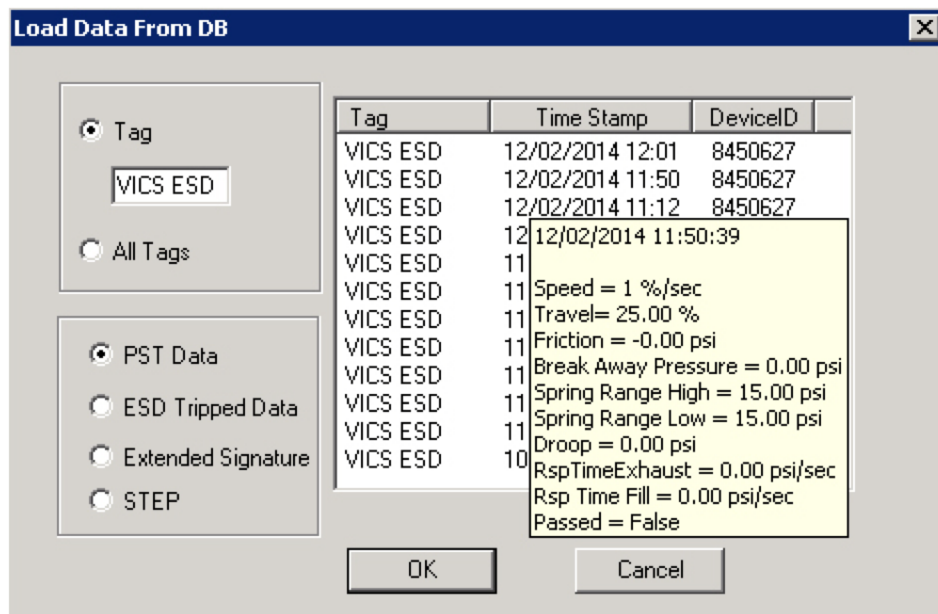 Load Data From DB
Tag
VICS ESD
All Tags
PST Data
ESD Tripped Data
Extended Signature
STEP
Tag Time Stamp DeviceID
VICS ESD 12/02/2014 12:01 8450627
VICS ESD 12/02/2014 11:50 8450627
VICS ESD 12/02/2014 11:12 8450627
VICS ESD 12
VICS ESD 11
VICS ESD 11
VICS ESD 11
VICS ESD 11
VICS ESD 11
VICS ESD 11
VICS ESD 11
VICS ESD 10
12/02/2014 11:50:39
Speed = 1 %/sec
Travel= 25.00 %
Friction = -0.00 psi
Break Away Pressure = 0.00 psi
Spring Range High = 15.00 psi
Spring Range Low = 15.00 psi
Droop = 0.00 psi
RspTimeExhaust = 0.00 psi/sec
Rsp Time Fill = 0.00 psi/sec
Passed = False
OK Cancel